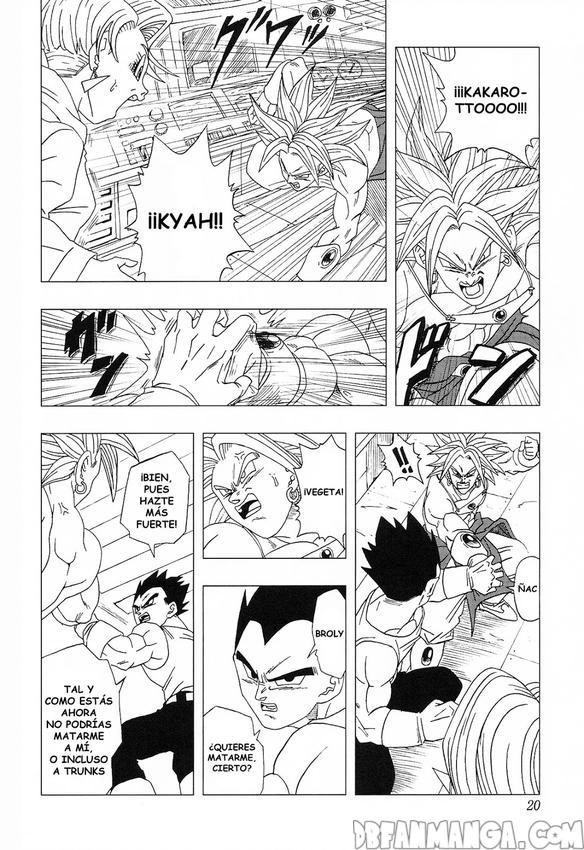 ¡¡¡KAKARO-
TTOOOO!!!
¡¡KYAH!!
!!
ÑAC
¡VEGETA!
BROLY
¿QUIERES
MATARME,
CIERTO?
¡BIEN,
PUES
HAZTE
MÁS
FUERTE!
TAL Y
COMO ESTÁS
AHORA
NO PODRÍAS
MATARME
A MÍ,
O INCLUSO
A TRUNKS
20
DBFANMANGA.COM